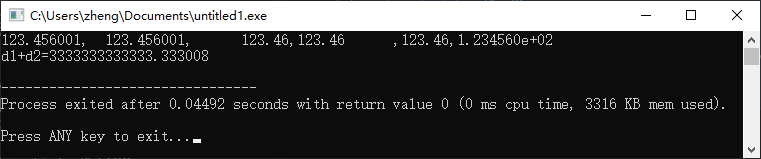 C:\Users\zheng\Documents\untitled1.exe
123.456001,  123.456001,      123.46,123.46    ,123.46,1.234560e+02
d1+d2=3333333333333.333008
--------------------------------
Process exited after 0.04492 seconds with return value 0 (0 ms cpu time, 3316 KB mem used).
Press ANY key to exit...